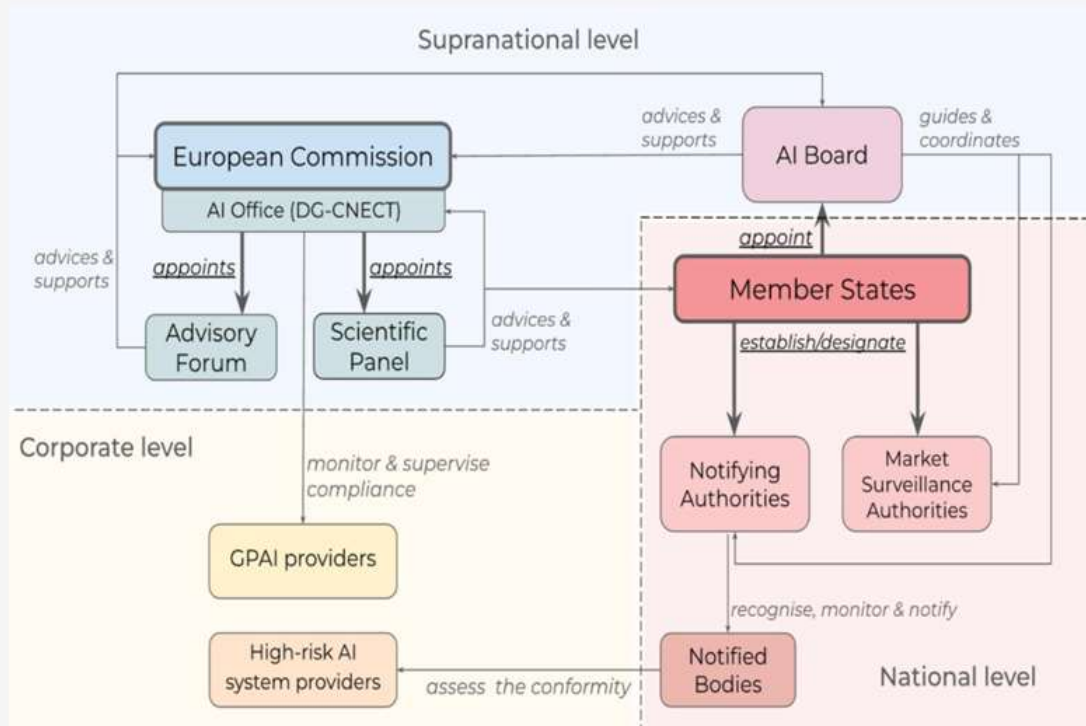 Supranational level
advices &
supports
AI Board
guides &
coordinates
European Commission
AI Office (DG-CNECT)
advices &
supports
appoints
appoints
Advisory
Forum
Scientific
Panel
advices &
supports
appoint
Member States
establish/designate
Corporate level
monitor & supervise
compliance
Notifying
Authorities
Market
Surveillance
Authorities
GPAI providers
recognise, monitor & notify
High-risk AI
system providers
assess the conformity
Notified
Bodies
National level